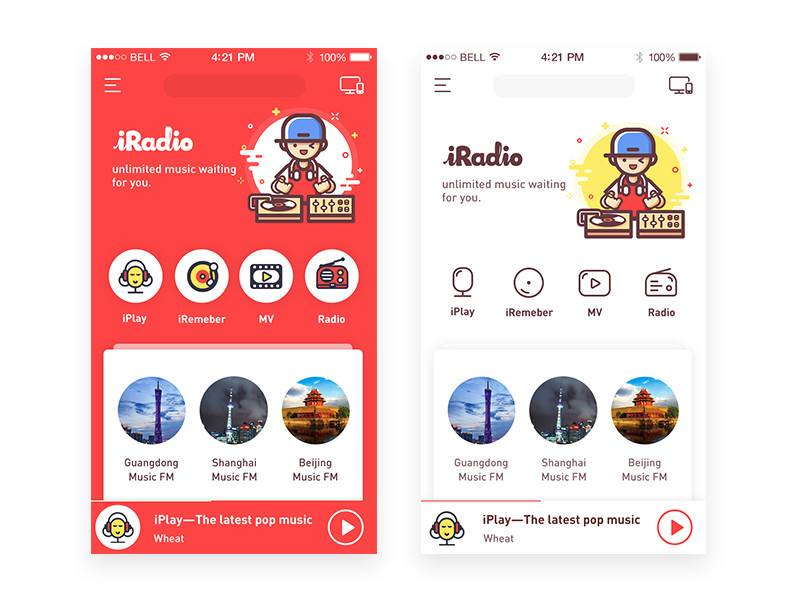 BELL 4:21 PM 100%
iRadio
unlimited music waiting
for you.
iPlay iRemeber MV Radio
Guangdong Shanghai Beijing
Music FM Music FM Music FM
iPlay—The latest pop music
Wheat
BELL 4:21 PM 100%
iRadio
unlimited music waiting
for you.
iPlay iRemeber MV Radio
Guangdong Shanghai Beijing
Music FM Music FM Music FM
iPlay—The latest pop music
Wheat